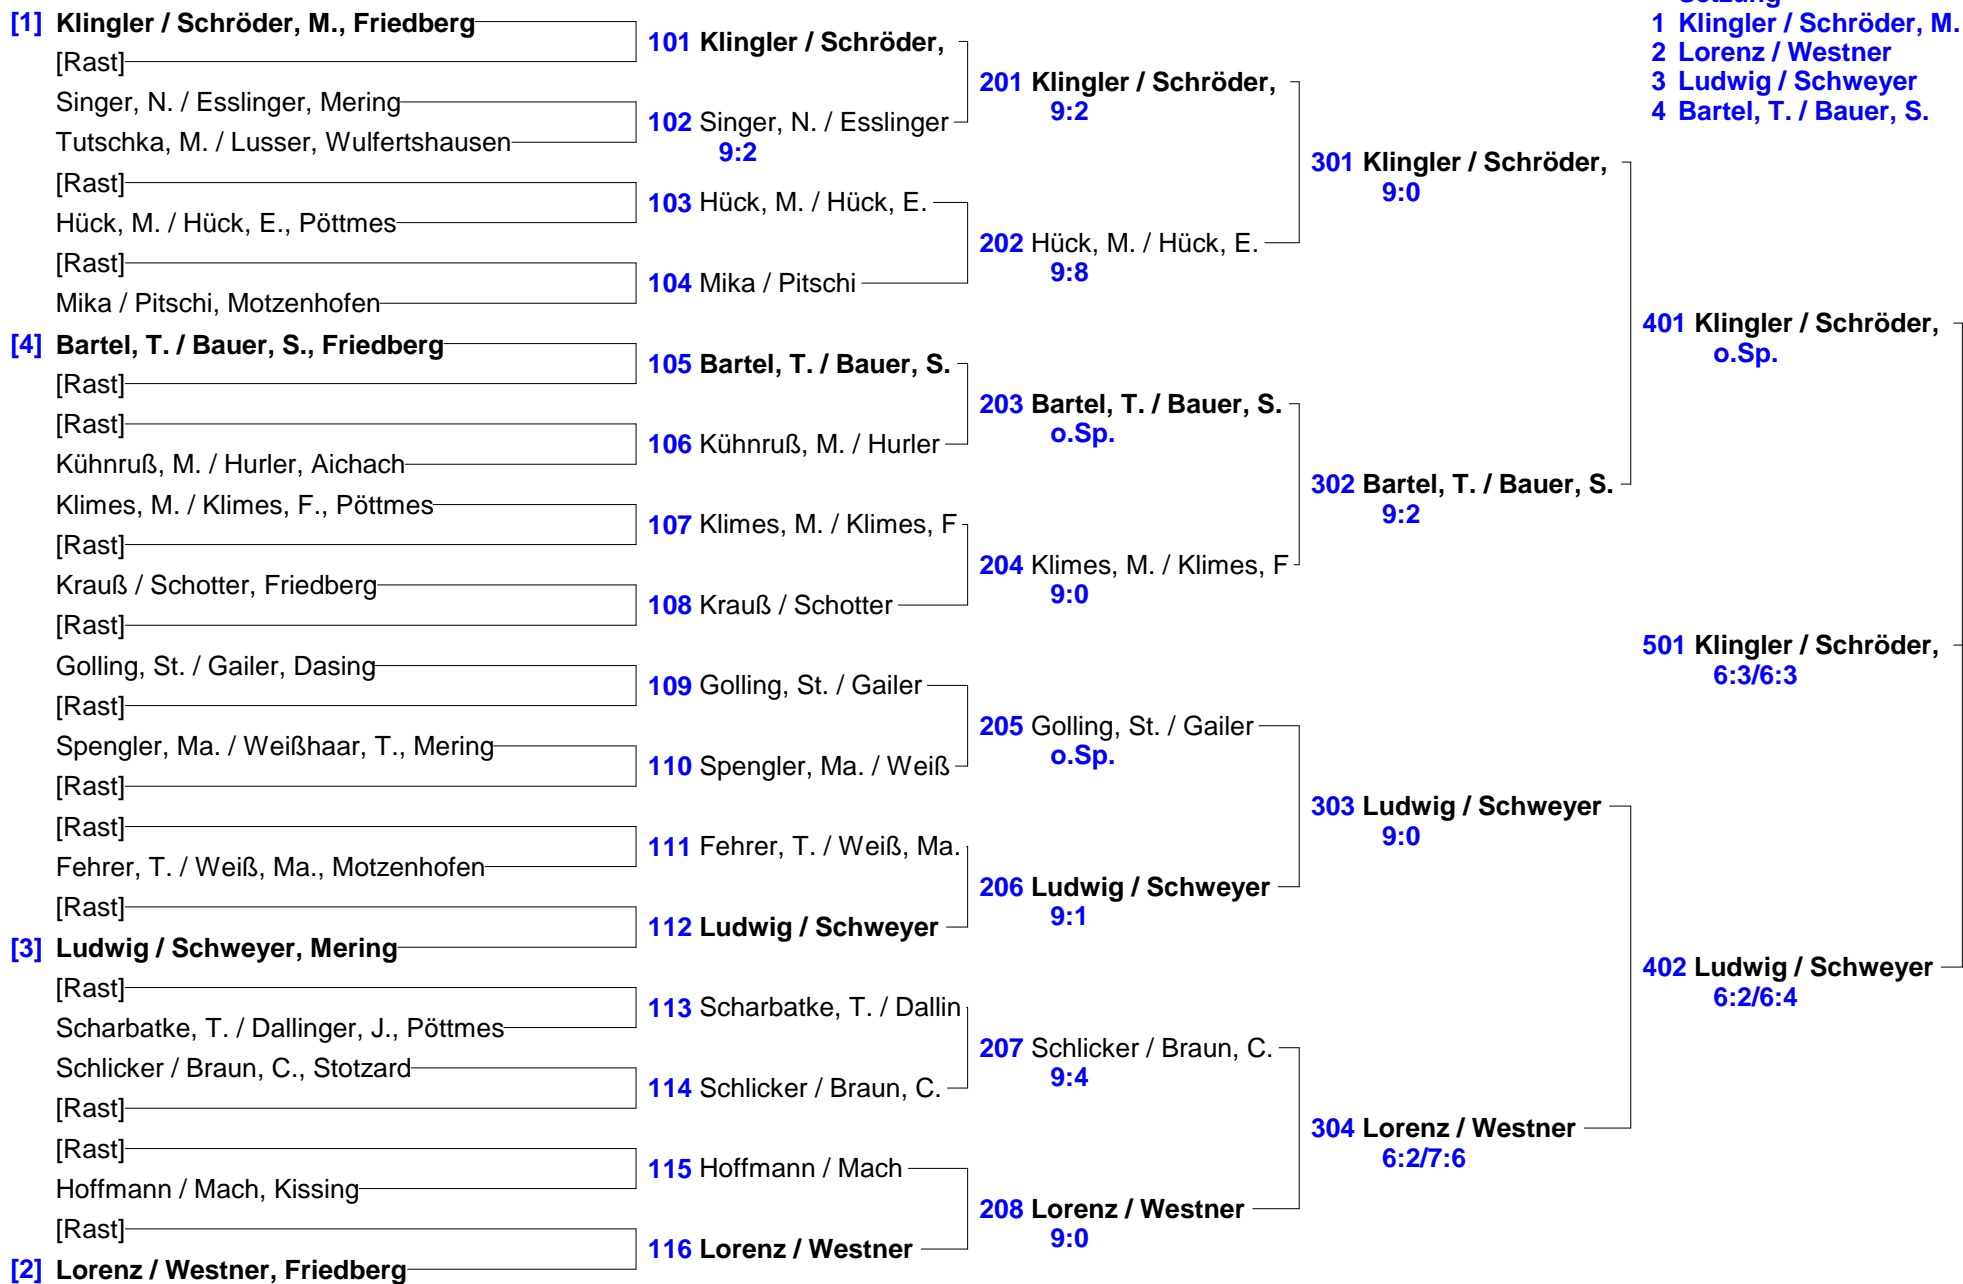 [1] Klingler / Schröder, M., Friedberg
[Rast]
Singer, N. / Esslinger, Mering
Tutschka, M. / Lusser, Wulfertshausen
[Rast]
Hück, M. / Hück, E., Pöttmes
[Rast]
Mika / Pitschi, Motzenhofen
[4] Bartel, T. / Bauer, S., Friedberg
[Rast]
[Rast]
Kühnruß, M. / Hurler, Aichach
Klimes, M. / Klimes, F., Pöttmes
[Rast]
Krauß / Schotter, Friedberg
[Rast]
Golling, St. / Gailer, Dasing
[Rast]
Spengler, Ma. / Weißhaar, T., Mering
[Rast]
[Rast]
Fehrer, T. / Weiß, Ma., Motzenhofen
[Rast]
[3] Ludwig / Schweyer, Mering
[Rast]
Scharbatke, T. / Dallinger, J., Pöttmes
Schlicker / Braun, C., Stotzard
[Rast]
[Rast]
Hoffmann / Mach, Kissing
[Rast]
[2] Lorenz / Westner, Friedberg
101 Klingler / Schröder,
102 Singer, N. / Esslinger
9:2
103 Hück, M. / Hück, E.
104 Mika / Pitschi
105 Bartel, T. / Bauer, S.
106 Kühnruß, M. / Hurler
107 Klimes, M. / Klimes, F
108 Krauß / Schotter
109 Golling, St. / Gailer
110 Spengler, Ma. / Weiß
111 Fehrer, T. / Weiß, Ma.
112 Ludwig / Schweyer
113 Scharbatke, T. / Dallin
114 Schlicker / Braun, C.
115 Hoffmann / Mach
116 Lorenz / Westner
201 Klingler / Schröder,
9:2
202 Hück, M. / Hück, E.
9:8
203 Bartel, T. / Bauer, S.
o.Sp.
204 Klimes, M. / Klimes, F
9:0
205 Golling, St. / Gailer
o.Sp.
206 Ludwig / Schweyer
9:1
207 Schlicker / Braun, C.
9:4
208 Lorenz / Westner
9:0
301 Klingler / Schröder,
9:0
302 Bartel, T. / Bauer, S.
9:2
303 Ludwig / Schweyer
9:0
304 Lorenz / Westner
6:2/7:6
Setzung
1 Klingler / Schröder, M.
2 Lorenz / Westner
3 Ludwig / Schweyer
4 Bartel, T. / Bauer, S.
401 Klingler / Schröder,
o.Sp.
501 Klingler / Schröder,
6:3/6:3
402 Ludwig / Schweyer
6:2/6:4